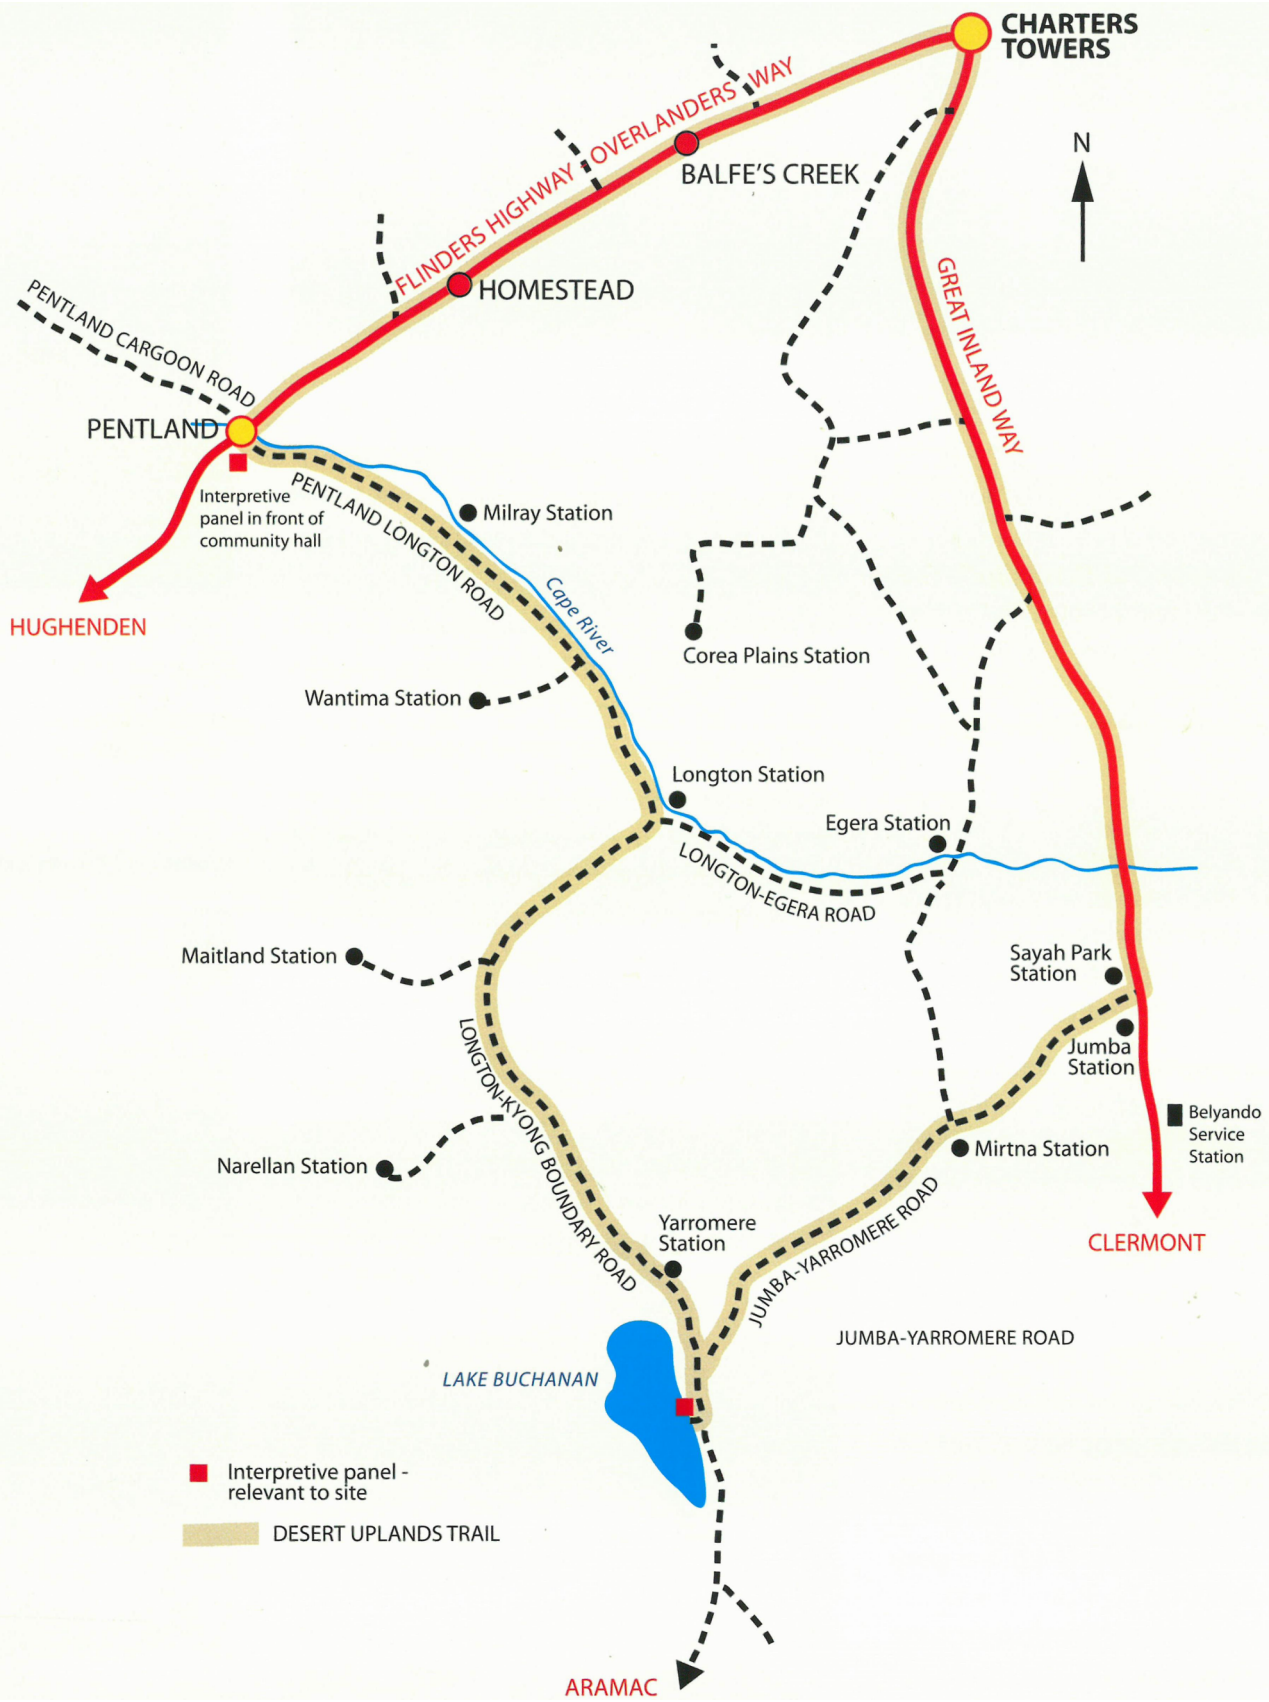 CHARTERS
TOWERS
FLINDERS HIGHWAY - OVERLANDERS WAY
N
BALFE'S CREEK
GREAT INLAND WAY
HOMESTEAD
PENTLAND CARGOON ROAD
PENTLAND
Interpretive
panel in front of
community hall
PENTLAND LONGTON ROAD
Milray Station
Cape River
HUGHENDEN
Corea Plains Station
Wantima Station
Longton Station
Egera Station
LONGTON-EGERA ROAD
Maitland Station
Sayah Park
Station
Jumba
Station
LONGTON-KYONG BOUNDARY ROAD
Belyando
Service
Station
Mirtna Station
Narellan Station
Yarromere
Station
JUMBA-YARROMERE ROAD
CLERMONT
JUMBA-YARROMERE ROAD
LAKE BUCHANAN
Interpretive panel -
relevant to site
DESERT UPLANDS TRAIL
ARAMAC